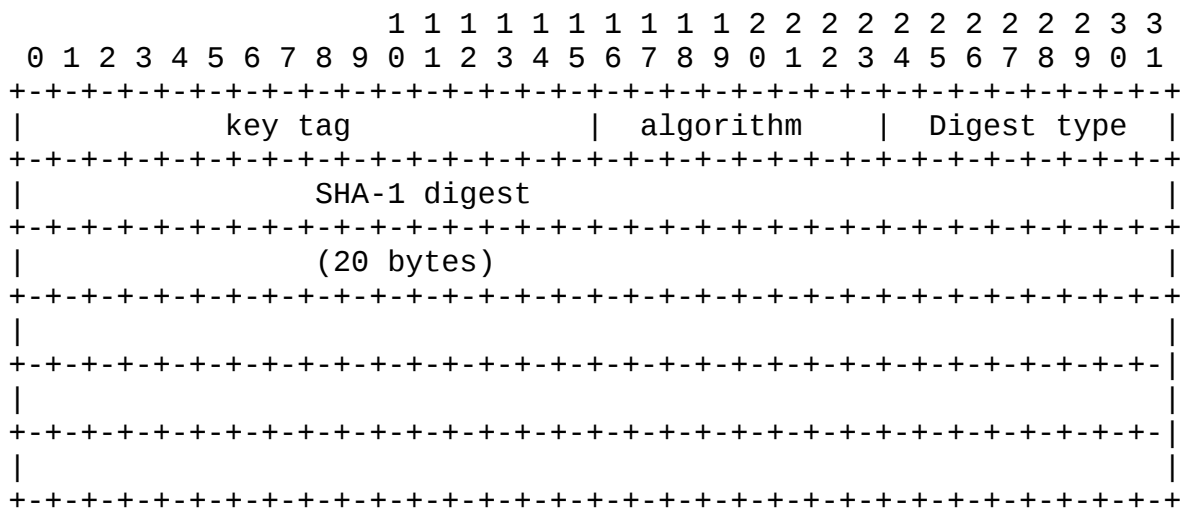 1 1 1 1 1 1 1 1 1 1 2 2 2 2 2 2 2 2 2 2 3 3
 0 1 2 3 4 5 6 7 8 9 0 1 2 3 4 5 6 7 8 9 0 1 2 3 4 5 6 7 8 9 0 1
+-+-+-+-+-+-+-+-+-+-+-+-+-+-+-+-+-+-+-+-+-+-+-+-+-+-+-+-+-+-+-+-+
|           key tag             |  algorithm    |  Digest type  |
+-+-+-+-+-+-+-+-+-+-+-+-+-+-+-+-+-+-+-+-+-+-+-+-+-+-+-+-+-+-+-+-+
|                SHA-1 digest                                   |
+-+-+-+-+-+-+-+-+-+-+-+-+-+-+-+-+-+-+-+-+-+-+-+-+-+-+-+-+-+-+-+-+
|                (20 bytes)                                     |
+-+-+-+-+-+-+-+-+-+-+-+-+-+-+-+-+-+-+-+-+-+-+-+-+-+-+-+-+-+-+-+-+
|                                                               |
+-+-+-+-+-+-+-+-+-+-+-+-+-+-+-+-+-+-+-+-+-+-+-+-+-+-+-+-+-+-+-+-|
|                                                               |
+-+-+-+-+-+-+-+-+-+-+-+-+-+-+-+-+-+-+-+-+-+-+-+-+-+-+-+-+-+-+-+-|
|                                                               |
+-+-+-+-+-+-+-+-+-+-+-+-+-+-+-+-+-+-+-+-+-+-+-+-+-+-+-+-+-+-+-+-+